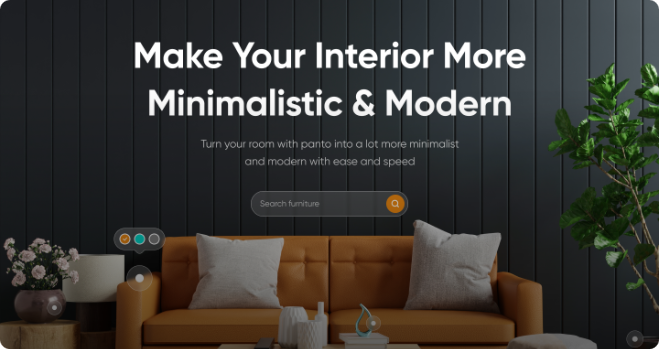 Make Your Interior More
Minimalistic & Modern
Turn your room with panto into a lot more minimalist
and modern with ease and speed
Search furniture